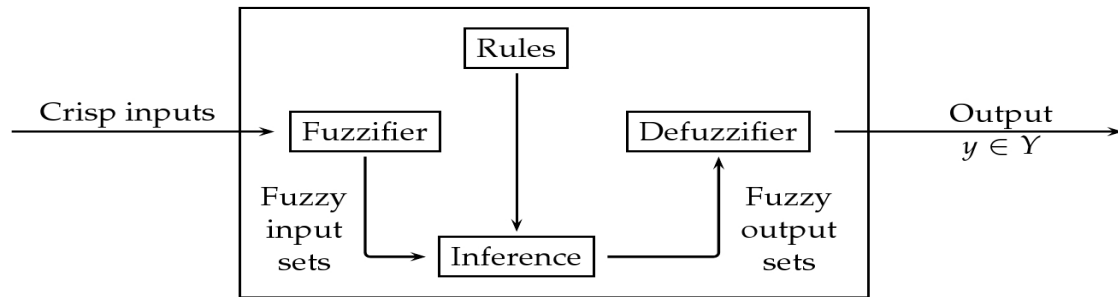 Rules
Crisp inputs
Fuzzifier
Defuzzifier
Output
y ∈ Y
Fuzzy
input
sets
Inference
Fuzzy
output
sets